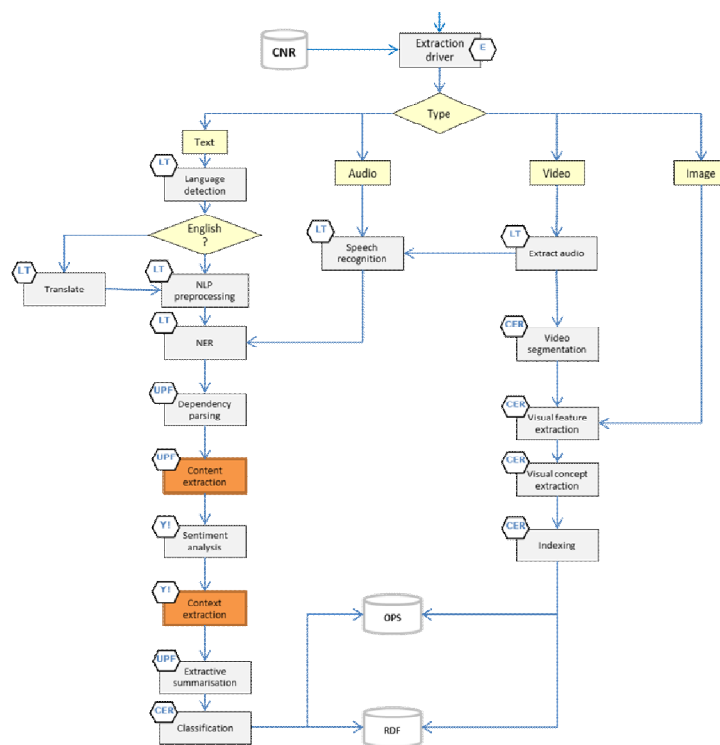 CNR
Extraction
driver
E
Type
Text
Audio
Video
Image
LT
Language
detection
English
?
LT
Speech
recognition
LT
Extract audio
LT
Translate
LT
NLP
preprocessing
LT
NER
CER
Video
segmentation
UPF
Dependency
parsing
CER
Visual feature
extraction
UPF
Content
extraction
CER
Visual concept
extraction
Y!
Sentiment
analysis
CER
Indexing
Y!
Context
extraction
OPS
UPF
Extractive
summarisation
CER
Classification
RDF